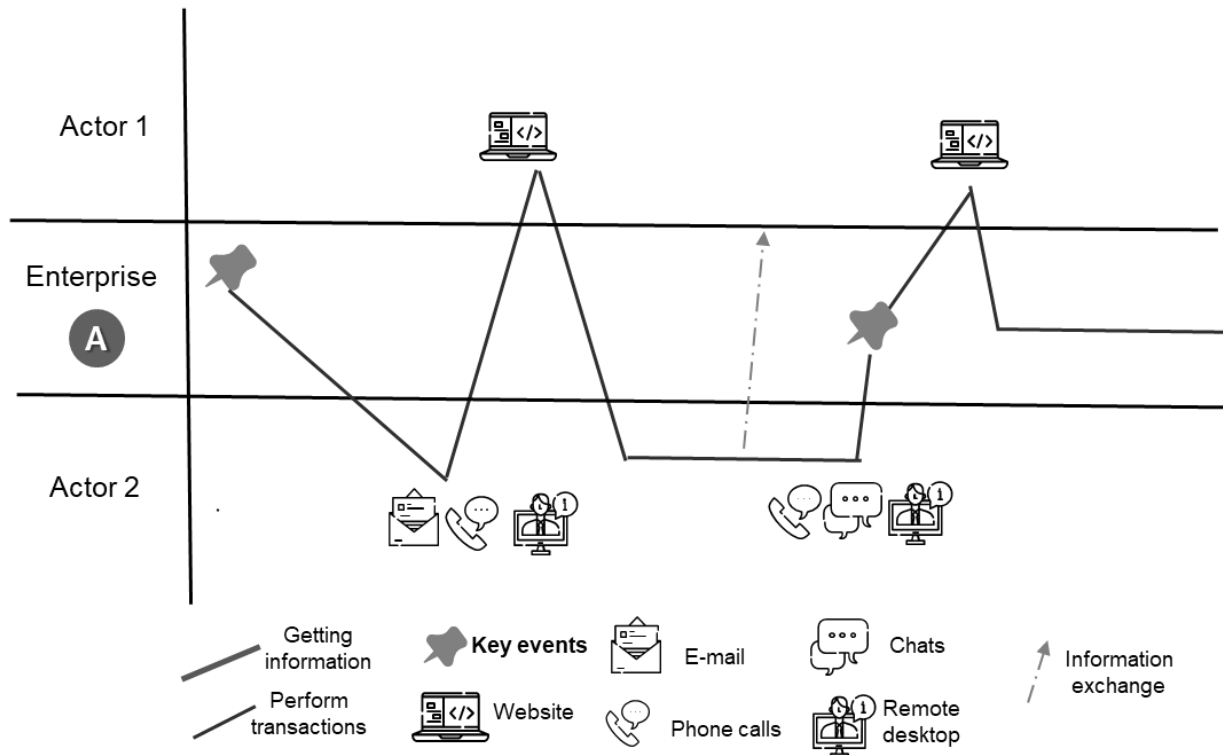 Actor 1
</>
</>
Enterprise
A
Actor 2
i
i
Getting
information
Key events
E-mail
Chats
Information
exchange
Perform
transactions
</>
Website
Phone calls
i
Remote
desktop